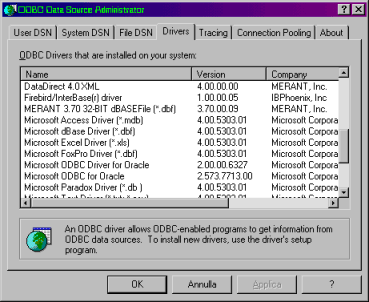 ODBC Data Source Administrator
User DSN System DSN File DSN Drivers Tracing Connection Pooling About
ODBC Drivers that are installed on your system:
Name Version Company
DataDirect 4.0 XML 4.00.00.00 MERANT, Inc.
Firebird/InterBase(r) driver 1.00.00.05 IBPhoenix, Inc
MERANT 3.70 32-BIT dBASEFile (*.dbf) 3.70.00.09 MERANT, Inc.
Microsoft Access Driver (*.mdb) 4.00.5303.01 Microsoft Corpora
Microsoft dBase Driver (*.dbf) 4.00.5303.01 Microsoft Corpora
Microsoft Excel Driver (*.xls) 4.00.5303.01 Microsoft Corpora
Microsoft FoxPro Driver (*.dbf) 4.00.5303.01 Microsoft Corpora
Microsoft ODBC Driver for Oracle 2.00.00.6327 Microsoft Corpora
Microsoft ODBC for Oracle 2.573.7713.00 Microsoft Corpora
Microsoft Paradox Driver (*.db ) 4.00.5303.01 Microsoft Corpora
Microsoft Text Driver (*.txt; *.csv) 4.00.5303.01 Microsoft Corpora
An ODBC driver allows ODBC-enabled programs to get information from
ODBC data sources. To install new drivers, use the driver's setup
program.
OK Annulla Applica ?